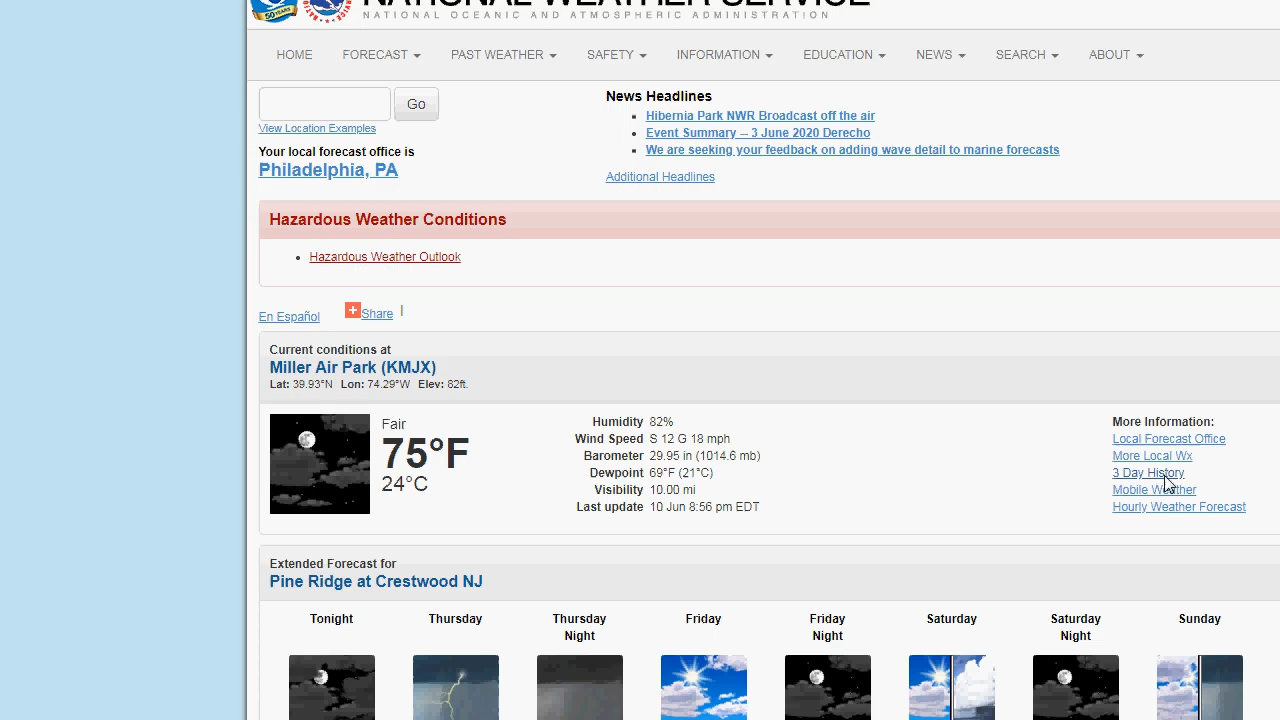 NATIONAL WEATHER SERVICE
NATIONAL OCEANIC AND ATMOSPHERIC ADMINISTRATION
50 YEARS
HOME FORECAST PAST WEATHER SAFETY INFORMATION EDUCATION NEWS SEARCH ABOUT
Go
View Location Examples
Your local forecast office is
Philadelphia, PA
News Headlines
Hibernia Park NWR Broadcast off the air
Event Summary -- 3 June 2020 Derecho
We are seeking your feedback on adding wave detail to marine forecasts
Additional Headlines
Hazardous Weather Conditions
Hazardous Weather Outlook
En Español Share |
Current conditions at
Miller Air Park (KMJX)
Lat: 39.93°N Lon: 74.29°W Elev: 82ft.
Fair
75°F
24°C
Humidity 82%
Wind Speed S 12 G 18 mph
Barometer 29.95 in (1014.6 mb)
Dewpoint 69°F (21°C)
Visibility 10.00 mi
Last update 10 Jun 8:56 pm EDT
More Information:
Local Forecast Office
More Local Wx
3 Day History
Mobile Weather
Hourly Weather Forecast
Extended Forecast for
Pine Ridge at Crestwood NJ
Tonight
Thursday
Thursday
Night
Friday
Friday
Night
Saturday
Saturday
Night
Sunday